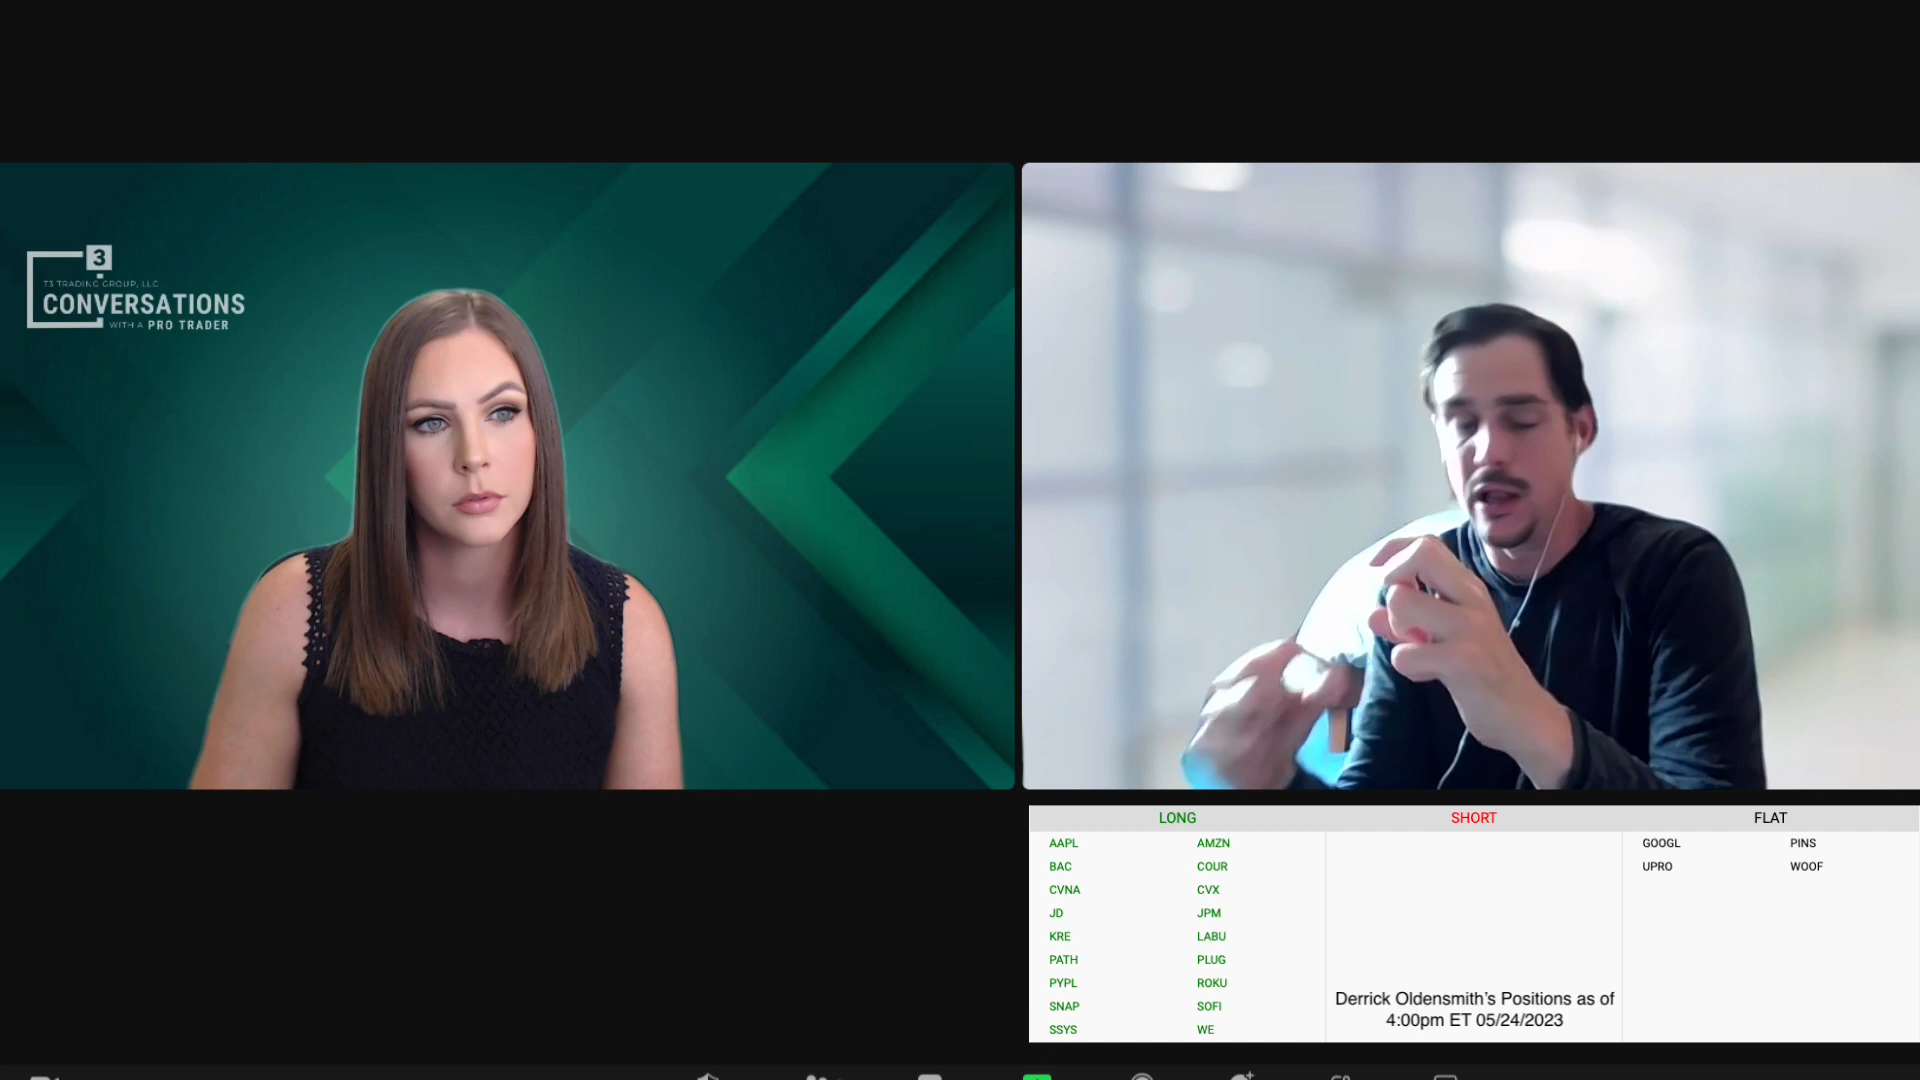 3
T3 TRADING GROUP, LLC
CONVERSATIONS
WITH A PRO TRADER
LONG SHORT FLAT
AAPL AMZN GOOGL PINS
BAC COUR UPRO WOOF
CVNA CVX
JD JPM
KRE LABU
PATH PLUG
PYPL ROKU
SNAP SOFI
SSYS WE
Derrick Oldensmith's Positions as of
4:00pm ET 05/24/2023